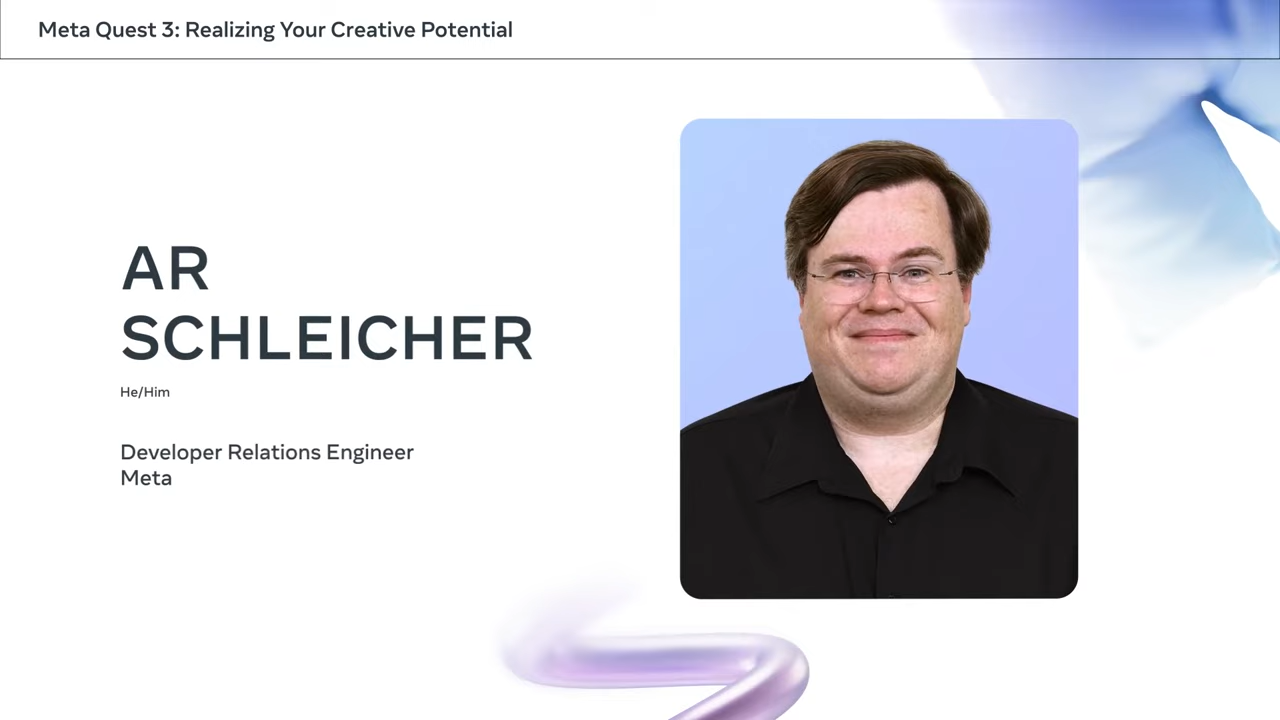 Meta Quest 3: Realizing Your Creative Potential
AR
SCHLEICHER
He/Him
Developer Relations Engineer
Meta